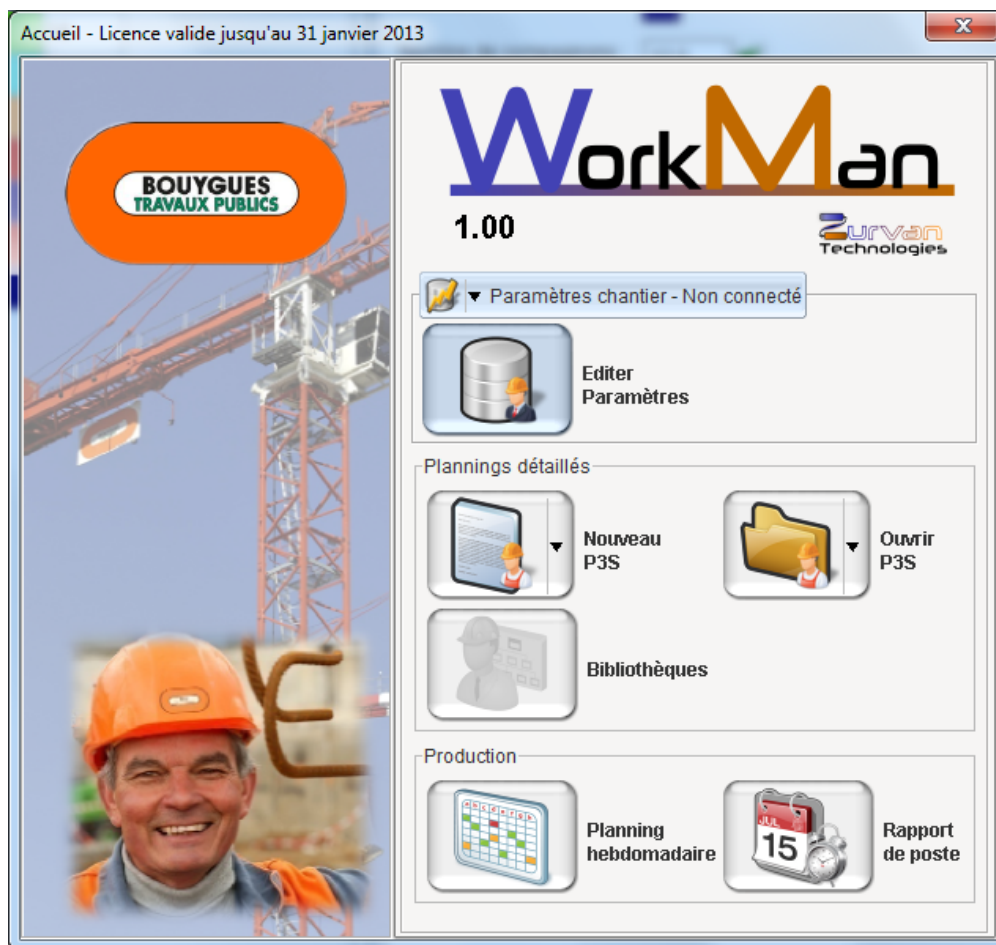 Accueil - Licence valide jusqu'au 31 janvier 2013
BOUYGUES
TRAVAUX PUBLICS
WorkMan
1.00
Zurvan
Technologies
Paramètres chantier - Non connecté
Editer
Paramètres
Plannings détaillés
Nouveau
P3S
Ouvrir
P3S
Bibliothèques
Production
Planning
hebdomadaire
JUL
15
Rapport
de poste